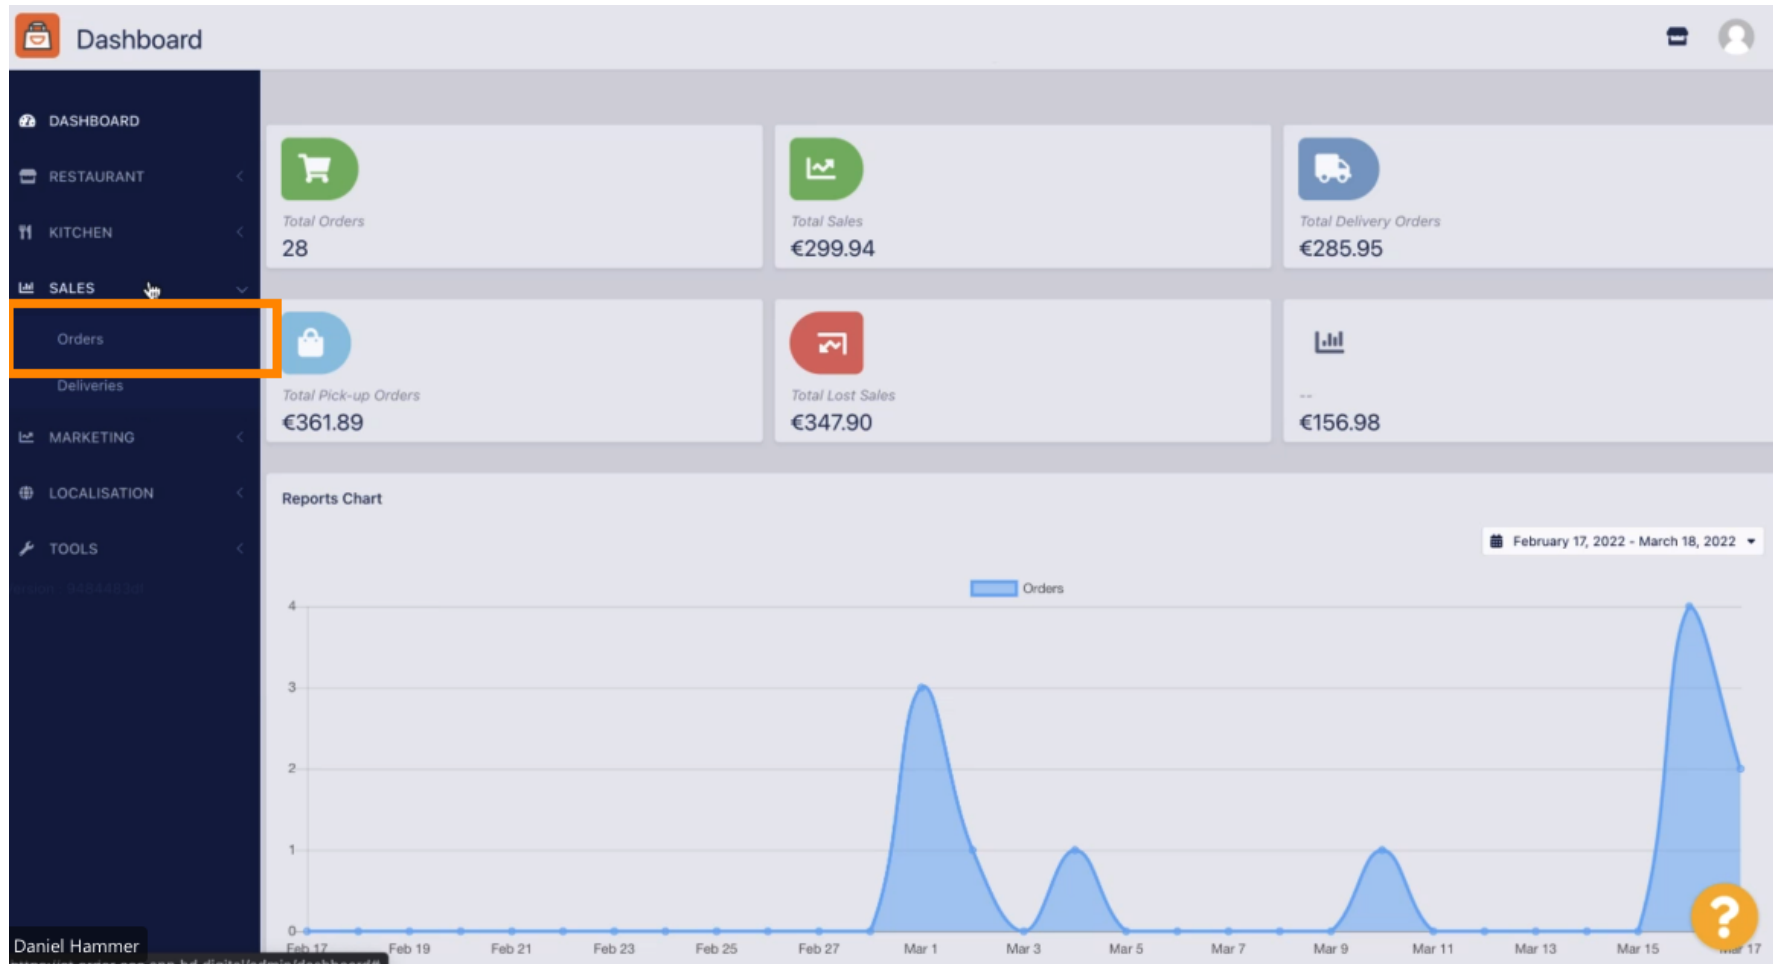 Dashboard
DASHBOARD
RESTAURANT
KITCHEN
SALES
Orders
Deliveries
MARKETING
LOCALISATION
TOOLS
Total Orders
28
Total Sales
€299.94
Total Delivery Orders
€285.95
Total Pick-up Orders
€361.89
Total Lost Sales
€347.90
--
€156.98
Reports Chart
February 17, 2022 - March 18, 2022
Orders
4
3
2
1
0
Feb 17 Feb 19 Feb 21 Feb 23 Feb 25 Feb 27 Mar 1 Mar 3 Mar 5 Mar 7 Mar 9 Mar 11 Mar 13 Mar 15 Mar 17
?
Daniel Hammer